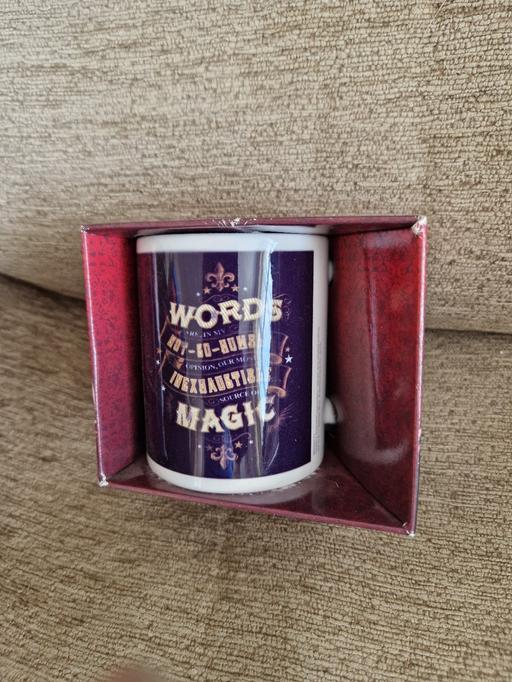 WORDS
ARE, IN MY
NOT-SO-HUMBLE
OPINION, OUR MOST
INEXHAUSTIBLE
SOURCE OF
MAGIC